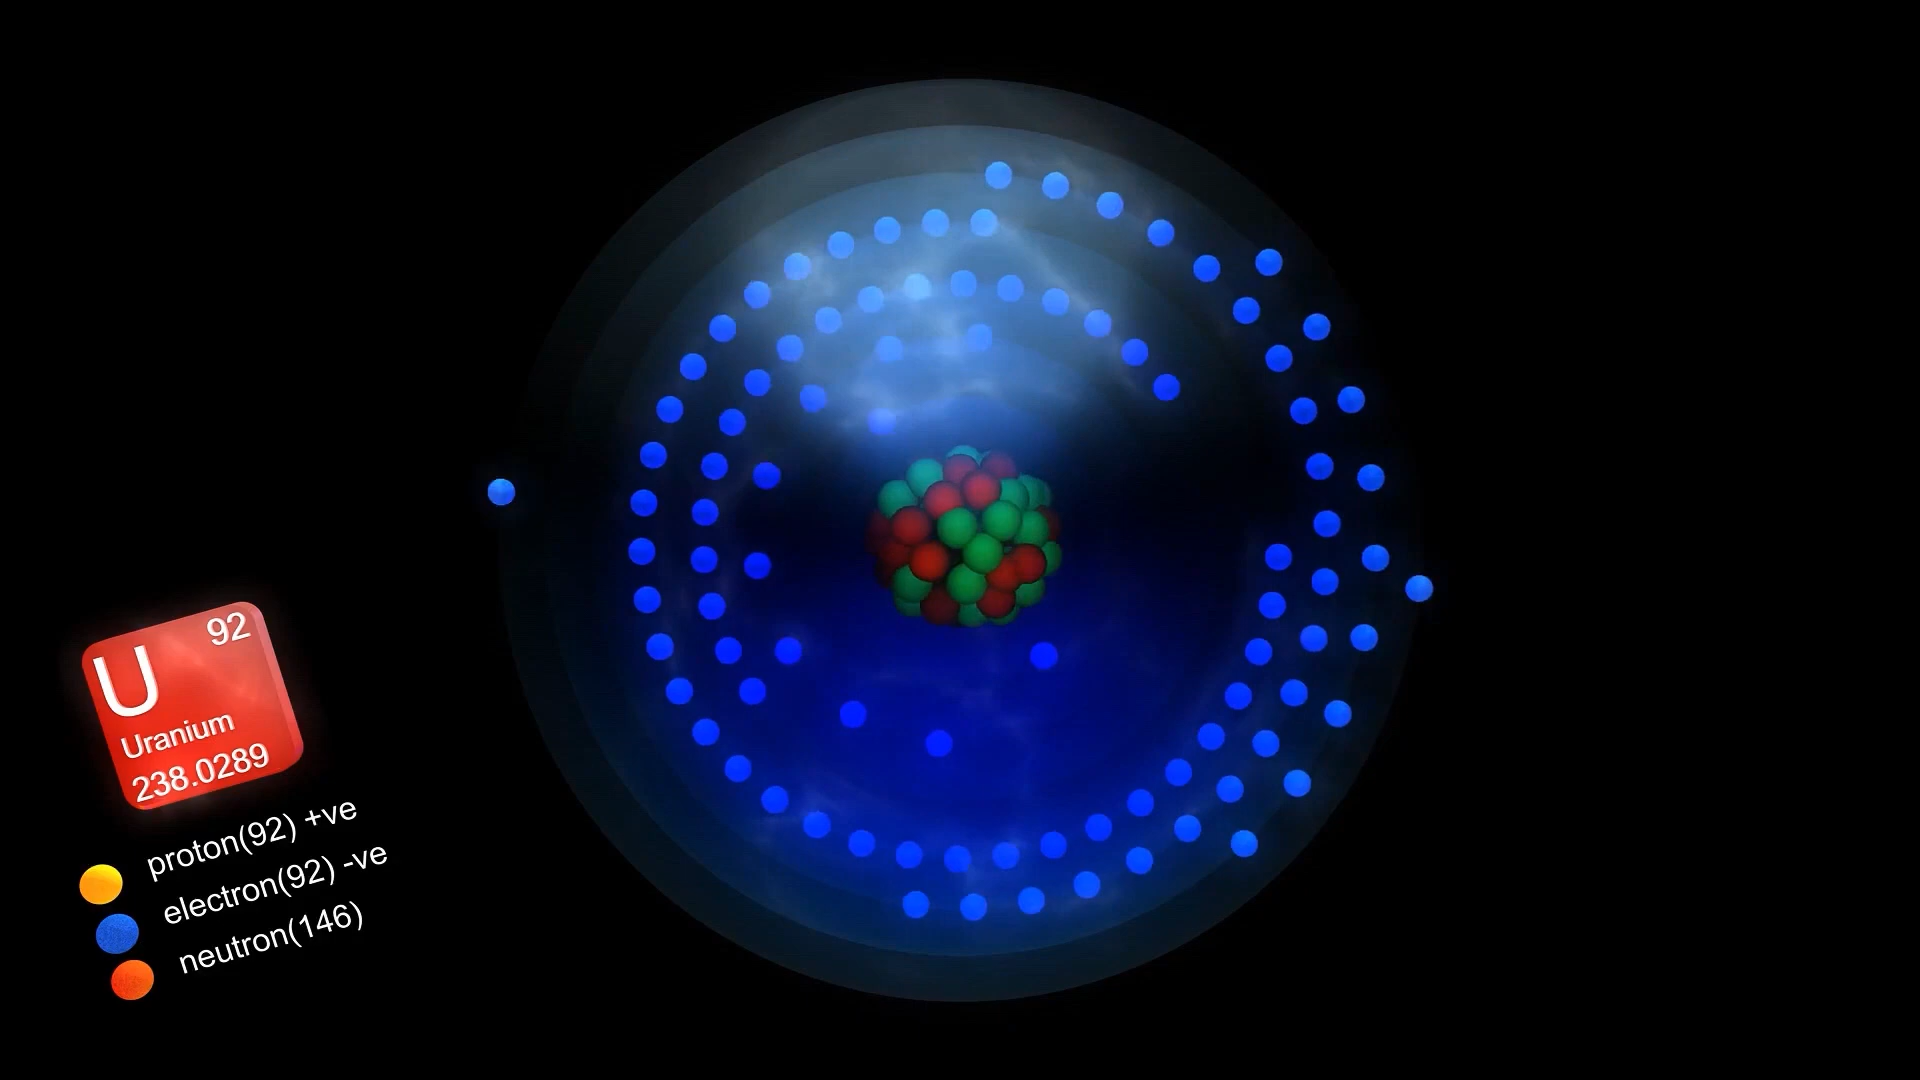 92
U
Uranium
238.0289
proton(92) +ve
electron(92) -ve
neutron(146)